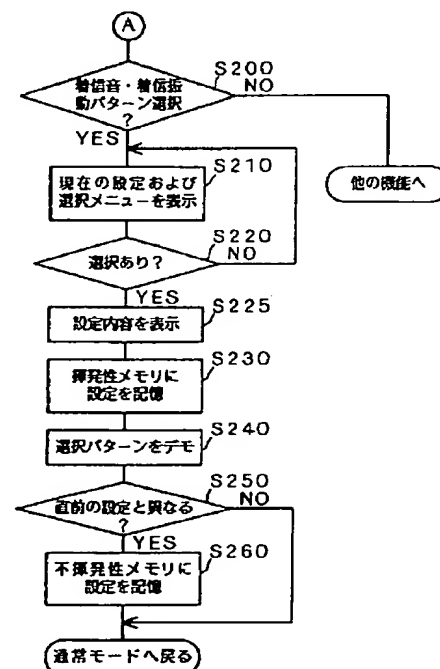 A
S200
着信音・着信振
動パターン選択
?
NO
YES
S210
現在の設定および
選択メニューを表示
他の機能へ
S220
選択あり?
NO
YES
S225
設定内容を表示
S230
揮発性メモリに
設定を記憶
S240
選択パターンをデモ
S250
直前の設定と異なる
?
NO
YES
S260
不揮発性メモリに
設定を記憶
通常モードへ戻る